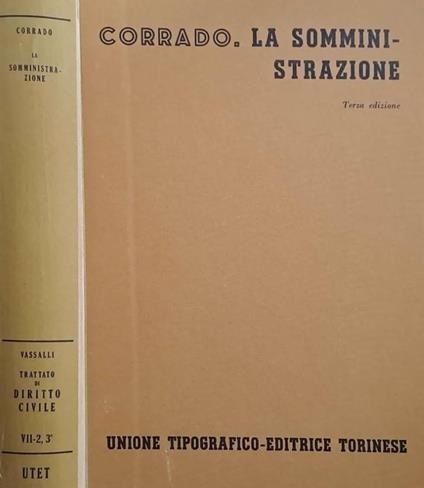 CORRADO
LA
SOMMINISTRA-
ZIONE
VASSALLI
TRATTATO
DI
DIRITTO
CIVILE
VII-2, 3ª
UTET
CORRADO. LA SOMMINI-
STRAZIONE
Terza edizione
UNIONE TIPOGRAFICO-EDITRICE TORINESE